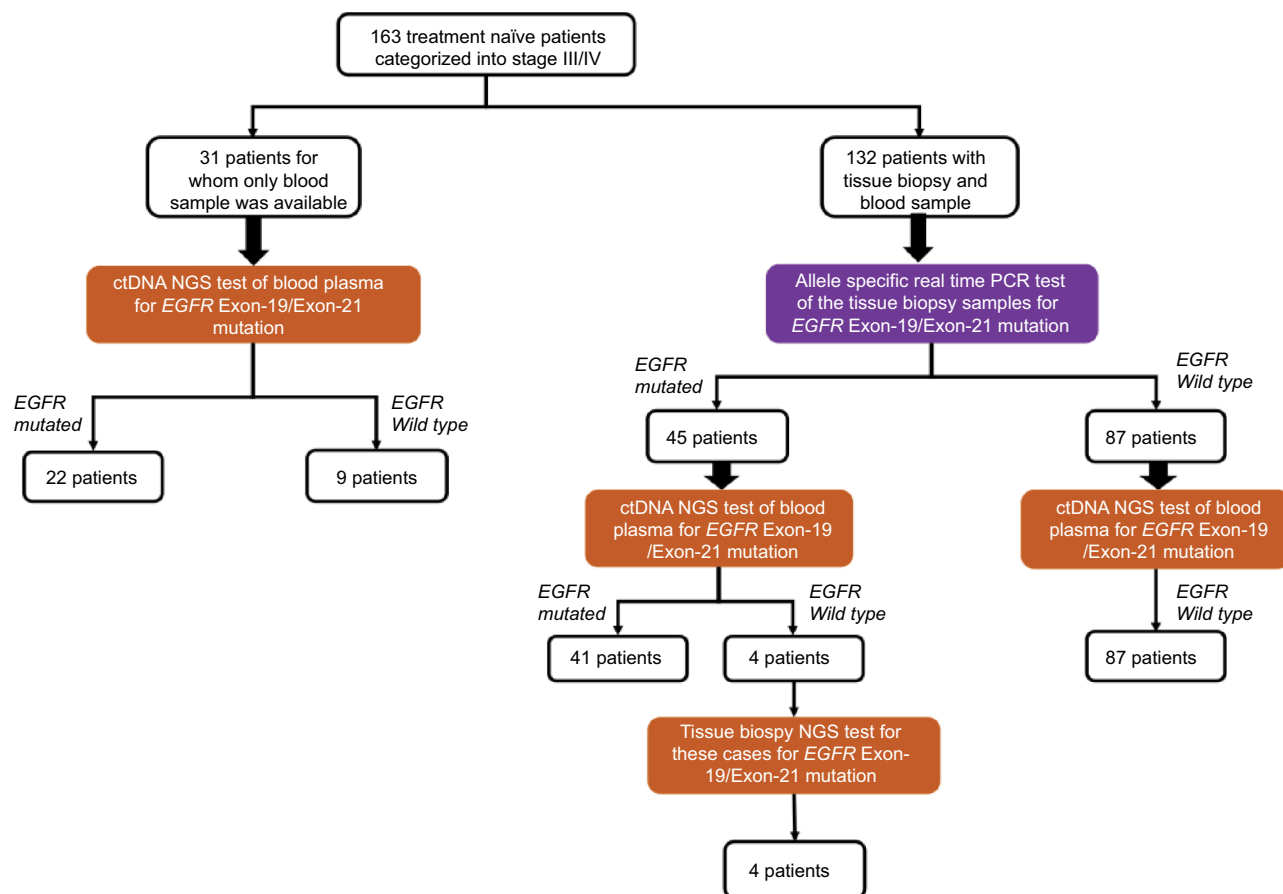 163 treatment naïve patients
categorized into stage III/IV
31 patients for
whom only blood
sample was available
132 patients with
tissue biopsy and
blood sample
ctDNA NGS test of blood plasma
for EGFR Exon-19/Exon-21
mutation
Allele specific real time PCR test
of the tissue biopsy samples for
EGFR Exon-19/Exon-21 mutation
EGFR
mutated
EGFR
Wild type
22 patients
9 patients
EGFR
mutated
EGFR
Wild type
45 patients
87 patients
ctDNA NGS test of blood
plasma for EGFR Exon-19
/Exon-21 mutation
ctDNA NGS test of blood
plasma for EGFR Exon-19
/Exon-21 mutation
EGFR
mutated
EGFR
Wild type
EGFR
Wild type
41 patients
4 patients
87 patients
Tissue biospy NGS test for
these cases for EGFR Exon-
19/Exon-21 mutation
4 patients